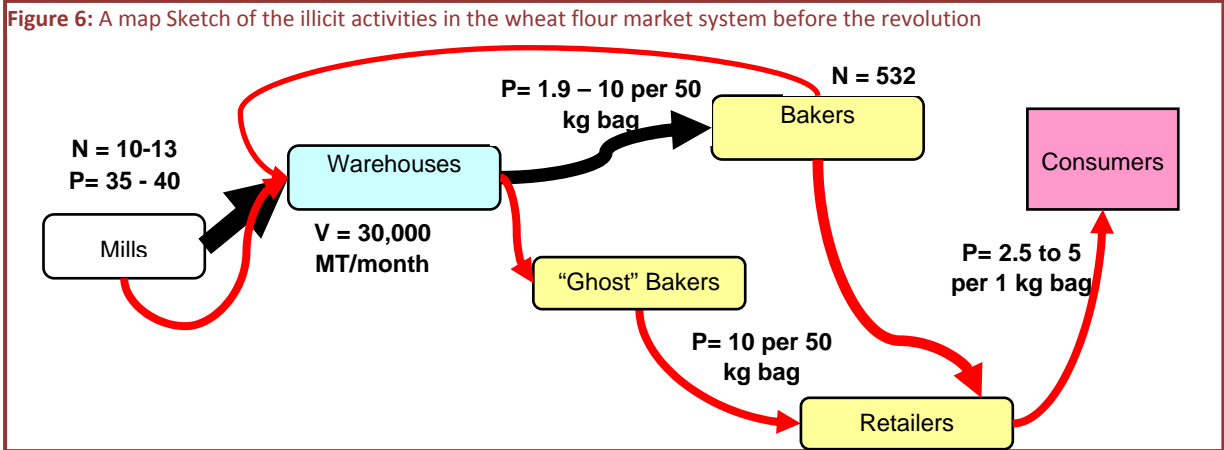 Figure 6: A map Sketch of the illicit activities in the wheat flour market system before the revolution
N = 532
P= 1.9 – 10 per 50
kg bag
Bakers
N = 10-13
P= 35 - 40
Warehouses
Consumers
Mills
V = 30,000
MT/month
P= 2.5 to 5
per 1 kg bag
“Ghost” Bakers
P= 10 per 50
kg bag
Retailers